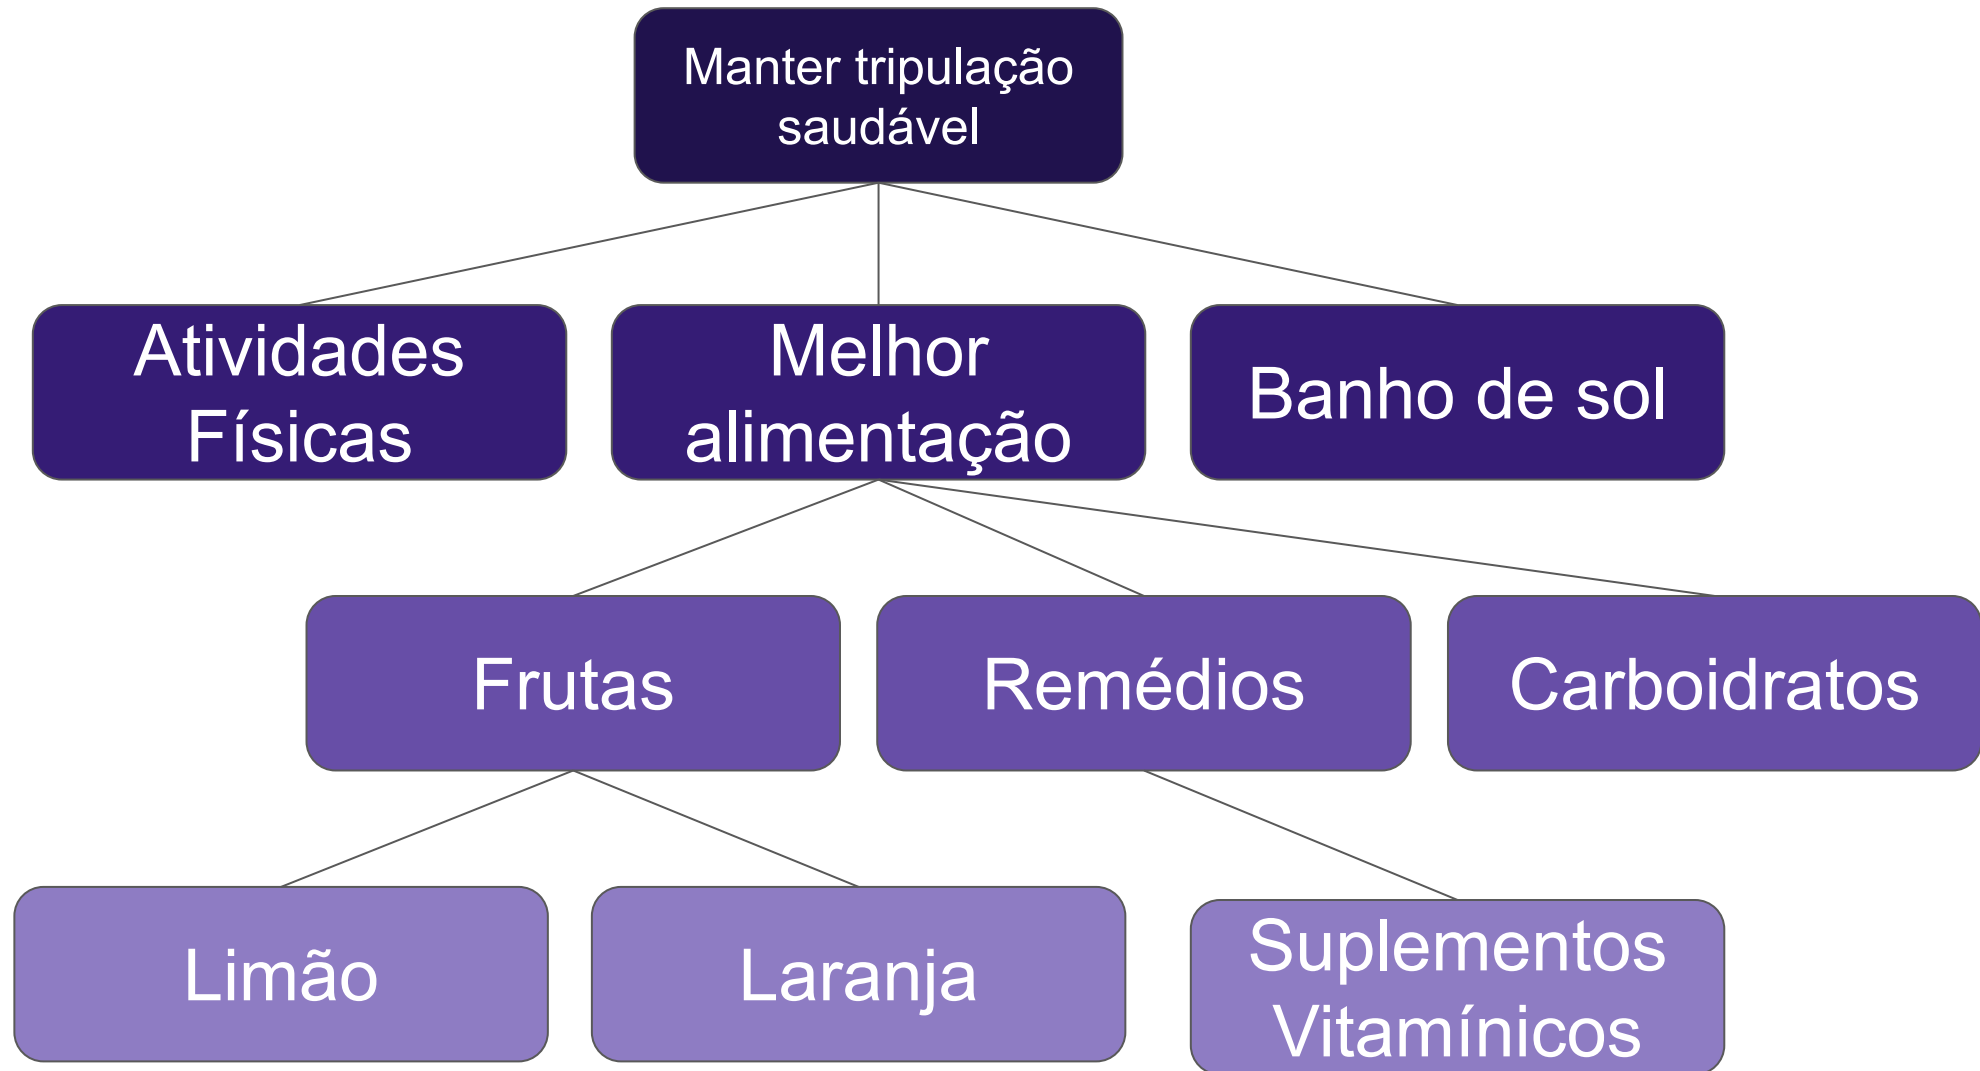 Manter tripulação
saudável
Atividades
Físicas
Melhor
alimentação
Banho de sol
Frutas
Remédios
Carboidratos
Limão
Laranja
Suplementos
Vitamínicos